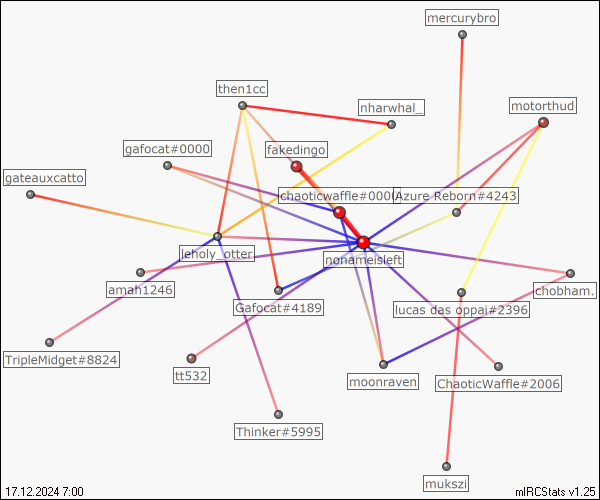 mercurybro
then1cc
nharwhal_
motorthud
gafocat#0000
fakedingo
gateauxcatto
chaoticwaffle#0000
Azure Reborn#4243
leholy_otter
nonameisleft
amah1246
Gafocat#4189
lucas das oppai#2396
chobham.
TripleMidget#8824
tt532
moonraven
ChaoticWaffle#2006
Thinker#5995
mukszi
17.12.2024 7:00
mIRCStats v1.25